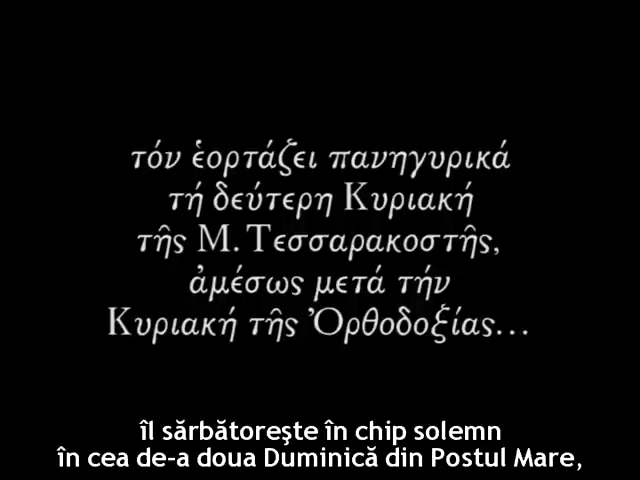 τόν ἑορτάζει πανηγυρικά
τή δεύτερη Κυριακή
τῆς Μ. Τεσσαρακοστῆς,
ἀμέσως μετά τήν
Κυριακή τῆς Ὀρθοδοξίας...
îl sărbătoreşte în chip solemn
în cea de-a doua Duminică din Postul Mare,